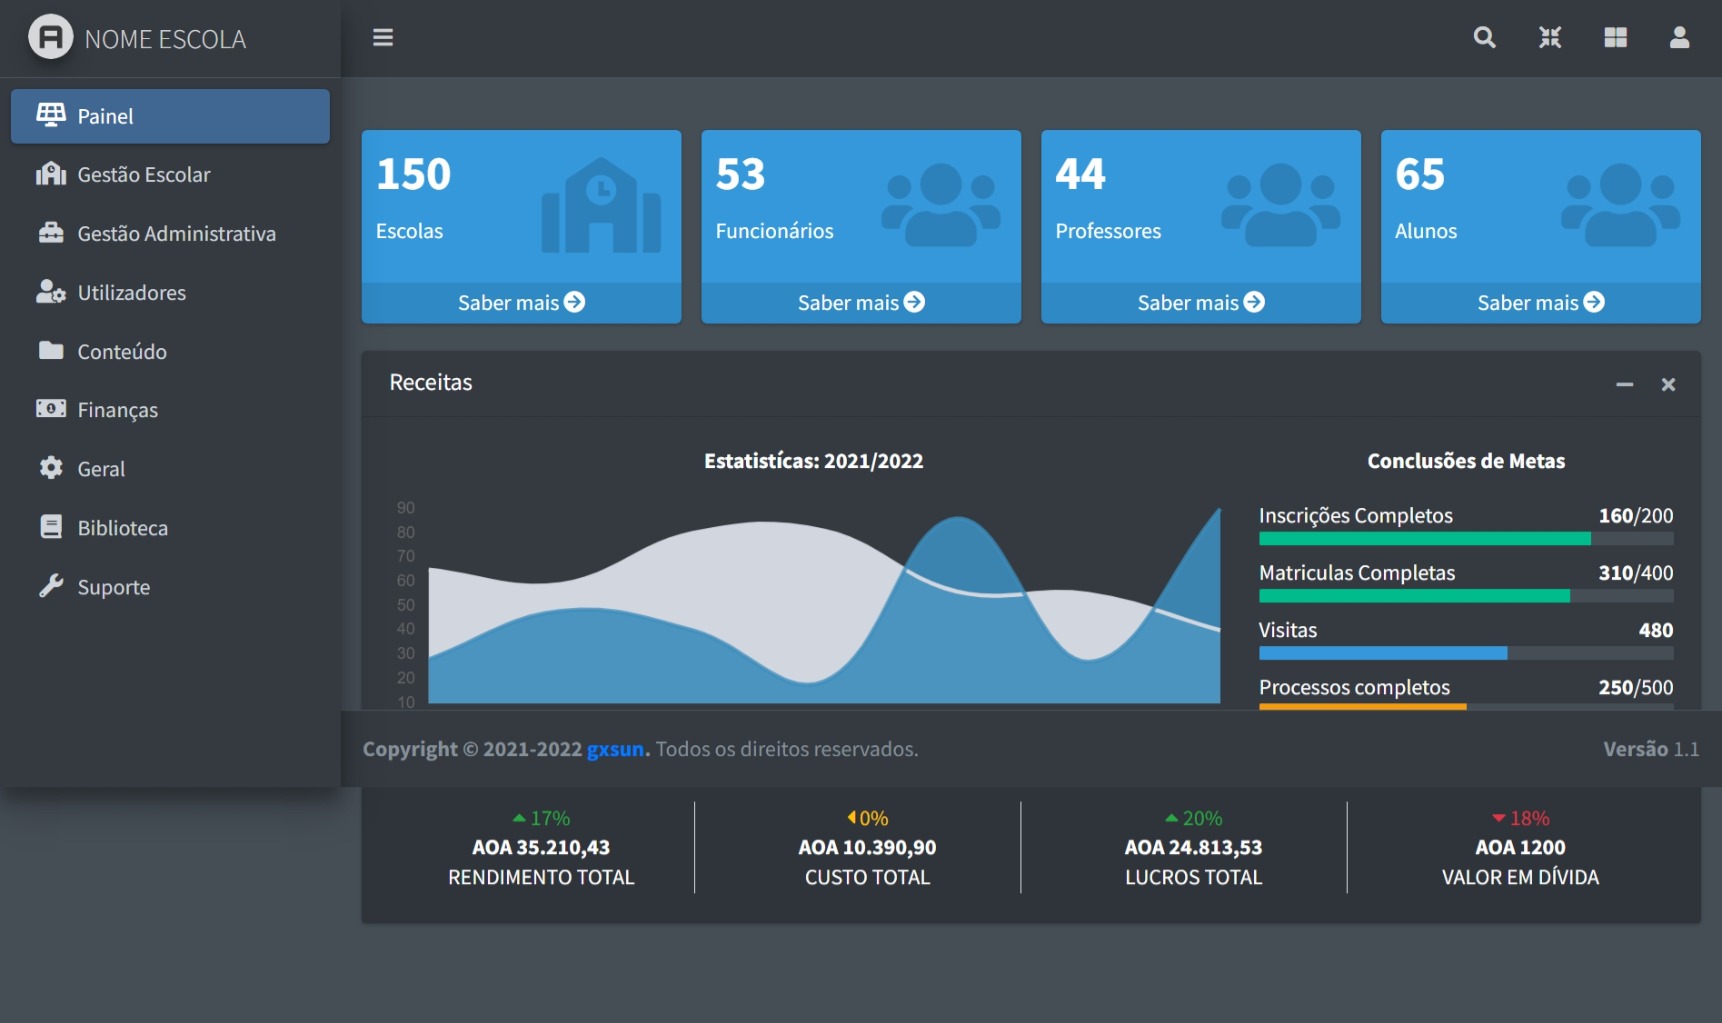 NOME ESCOLA
Painel
Gestão Escolar
Gestão Administrativa
Utilizadores
Conteúdo
Finanças
Geral
Biblioteca
Suporte
150
Escolas
Saber mais
53
Funcionários
Saber mais
44
Professores
Saber mais
65
Alunos
Saber mais
Receitas
Estatistícas: 2021/2022
90
80
70
60
50
40
30
20
10
Conclusões de Metas
Inscrições Completos 160/200
Matriculas Completas 310/400
Visitas 480
Processos completos 250/500
Copyright © 2021-2022 gxsun. Todos os direitos reservados.
Versão 1.1
17%
AOA 35.210,43
RENDIMENTO TOTAL
0%
AOA 10.390,90
CUSTO TOTAL
20%
AOA 24.813,53
LUCROS TOTAL
18%
AOA 1200
VALOR EM DÍVIDA